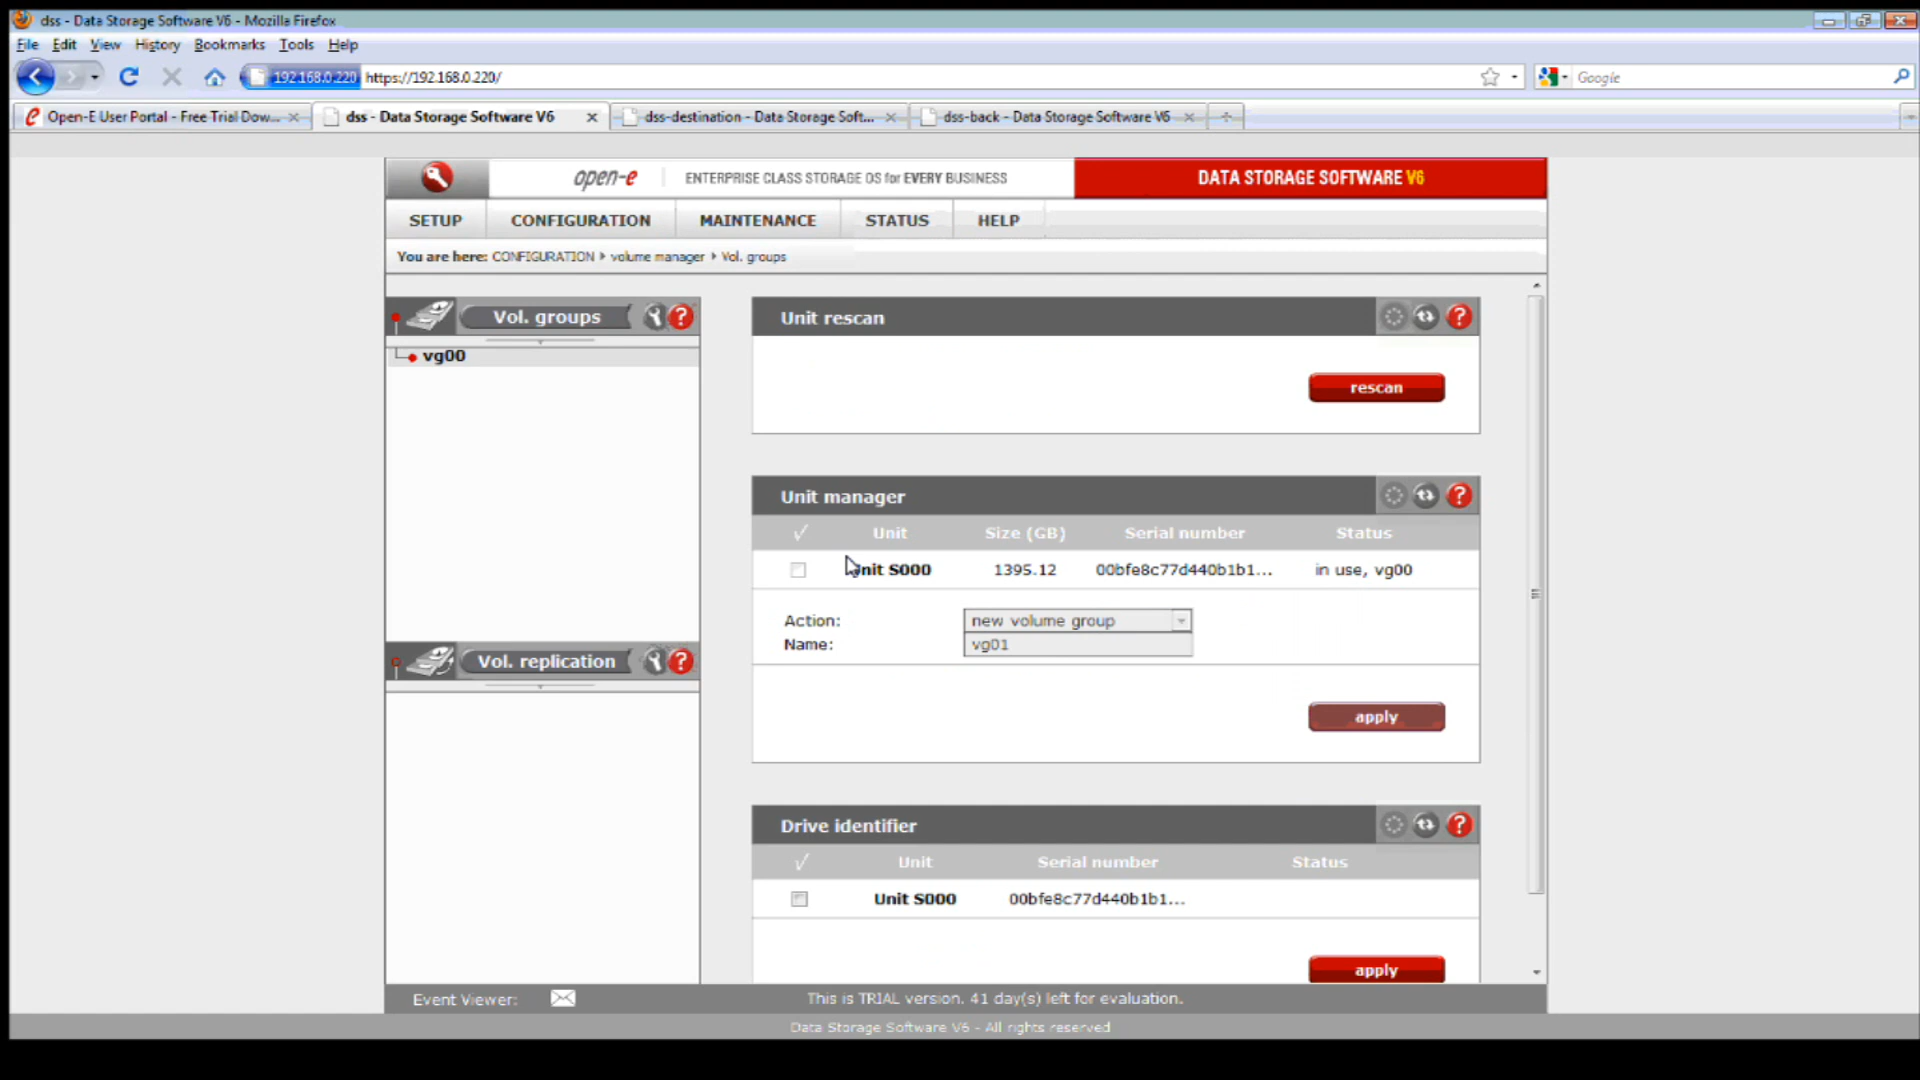 dss - Data Storage Software V6 - Mozilla Firefox
File Edit View History Bookmarks Tools Help
192.168.0.220 https://192.168.0.220/
Google
Open-E User Portal - Free Trial Dow...
dss - Data Storage Software V6
dss-destination - Data Storage Soft...
dss-back - Data Storage Software V6
open-e ENTERPRISE CLASS STORAGE OS for EVERY BUSINESS
DATA STORAGE SOFTWARE V6
SETUP CONFIGURATION MAINTENANCE STATUS HELP
You are here: CONFIGURATION volume manager Vol. groups
Vol. groups
vg00
Vol. replication
Unit rescan
rescan
Unit manager
Unit Size (GB) Serial number Status
Unit S000 1395.12 00bfe8c77d440b1b1... in use, vg00
Action: new volume group
Name: vg01
apply
Drive identifier
Unit Serial number Status
Unit S000 00bfe8c77d440b1b1...
apply
Event Viewer:
This is TRIAL version. 41 day(s) left for evaluation.
Data Storage Software V6 - All rights reserved